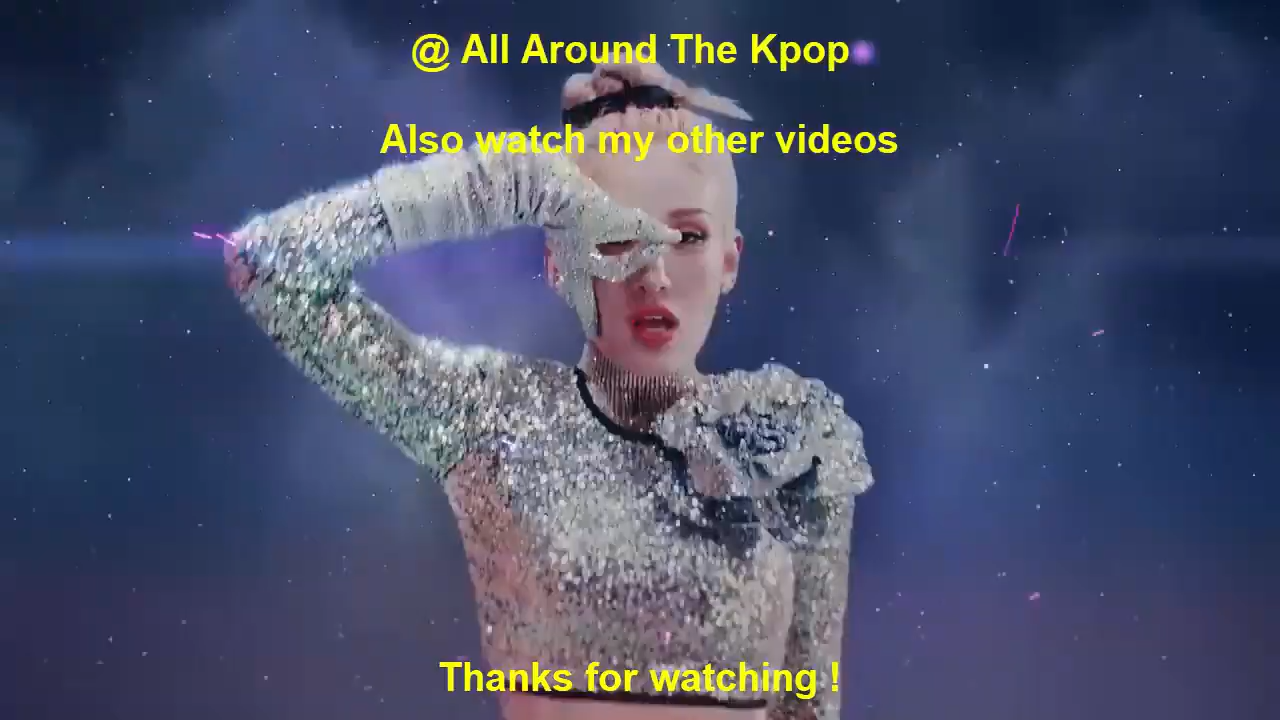 @ All Around The Kpop
Also watch my other videos
Thanks for watching !